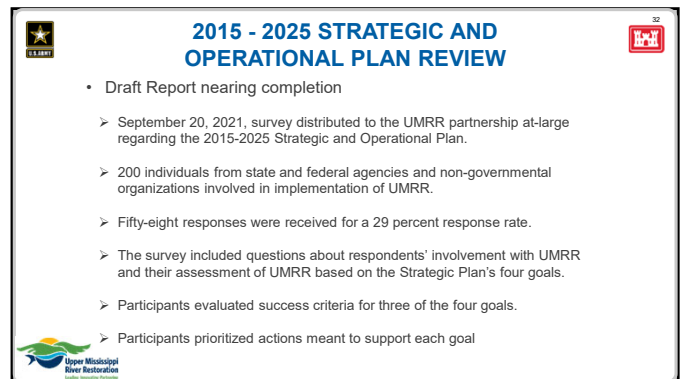 32
2015 - 2025 STRATEGIC AND
OPERATIONAL PLAN REVIEW
U.S.ARMY
• Draft Report nearing completion
➢ September 20, 2021, survey distributed to the UMRR partnership at-large
regarding the 2015-2025 Strategic and Operational Plan.
➢ 200 individuals from state and federal agencies and non-governmental
organizations involved in implementation of UMRR.
➢ Fifty-eight responses were received for a 29 percent response rate.
➢ The survey included questions about respondents' involvement with UMRR
and their assessment of UMRR based on the Strategic Plan's four goals.
➢ Participants evaluated success criteria for three of the four goals.
➢ Participants prioritized actions meant to support each goal
Upper Mississippi
River Restoration
Leading Innovating Partnering